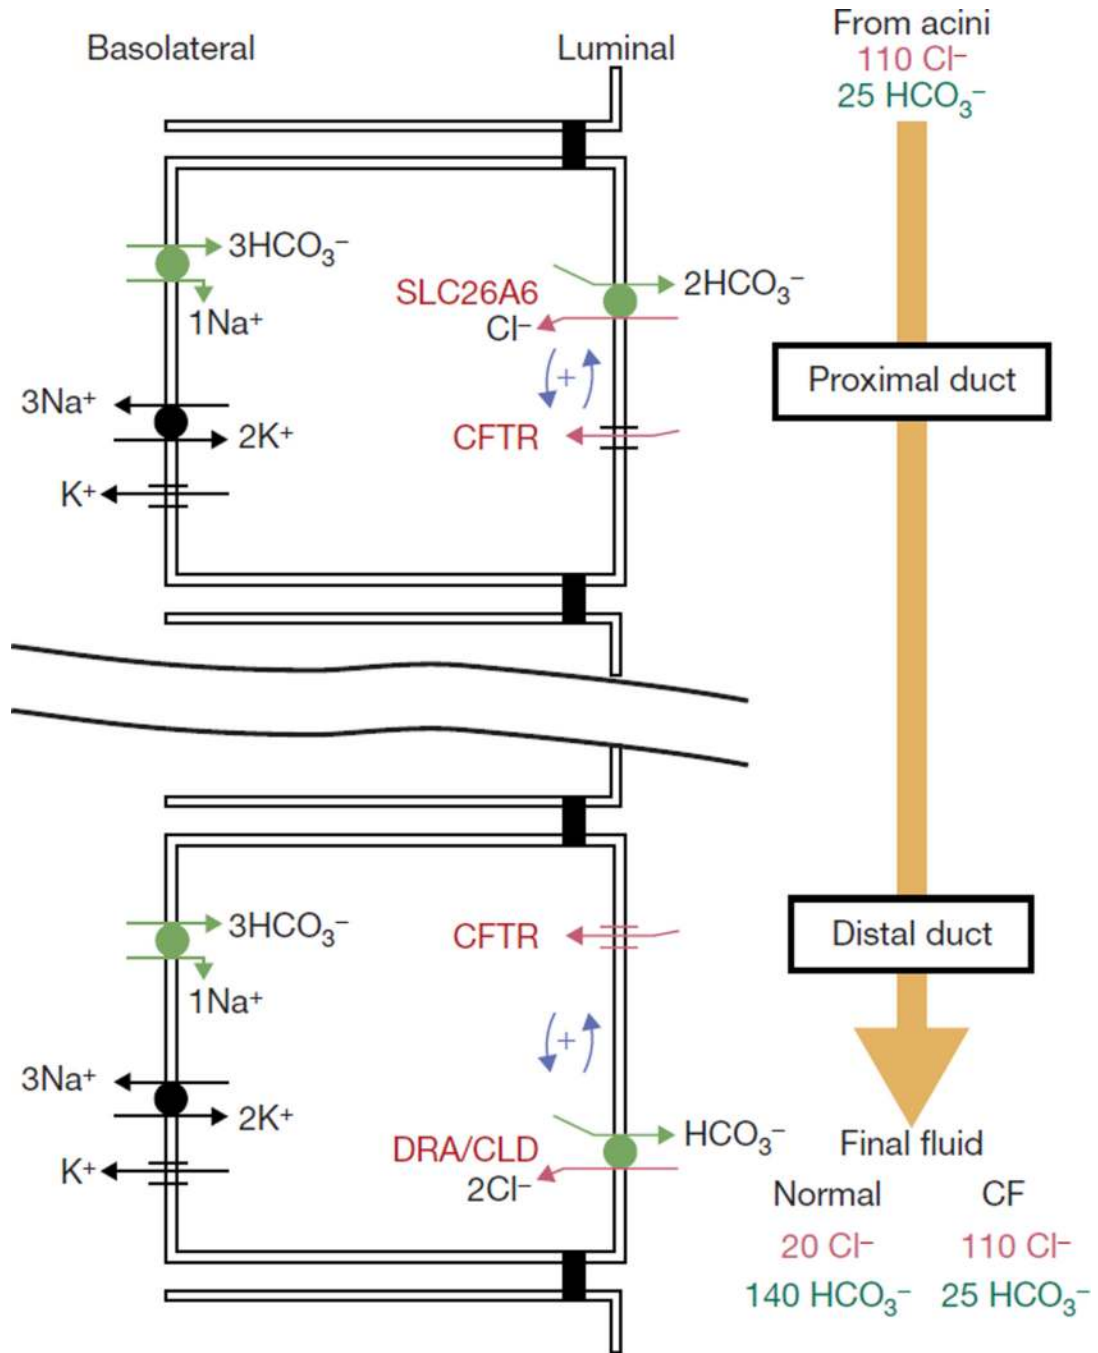 Basolateral
Luminal
From acini
110 Cl⁻
25 HCO₃⁻
3HCO₃⁻
1Na⁺
SLC26A6
Cl⁻
2HCO₃⁻
(+)
3Na⁺
2K⁺
K⁺
CFTR
Proximal duct
3HCO₃⁻
1Na⁺
CFTR
(+)
3Na⁺
2K⁺
K⁺
DRA/CLD
2Cl⁻
HCO₃⁻
Distal duct
Final fluid
Normal CF
20 Cl⁻ 110 Cl⁻
140 HCO₃⁻ 25 HCO₃⁻